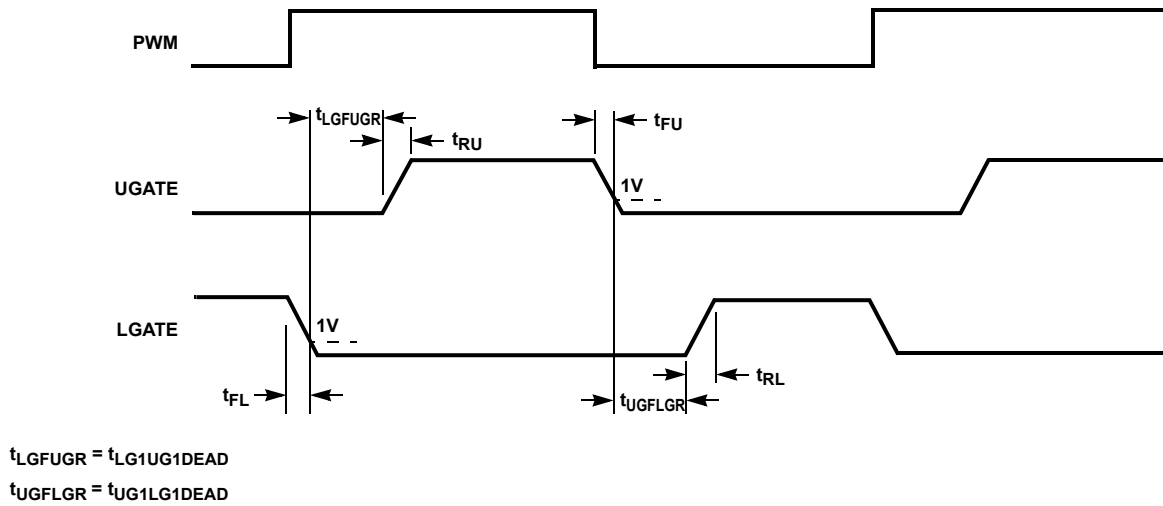 PWM
tLGFUGR
tRU
tFU
UGATE
1V
LGATE
1V
tFL
tRL
tUGFLGR
tLGFUGR = tLG1UG1DEAD
tUGFLGR = tUG1LG1DEAD